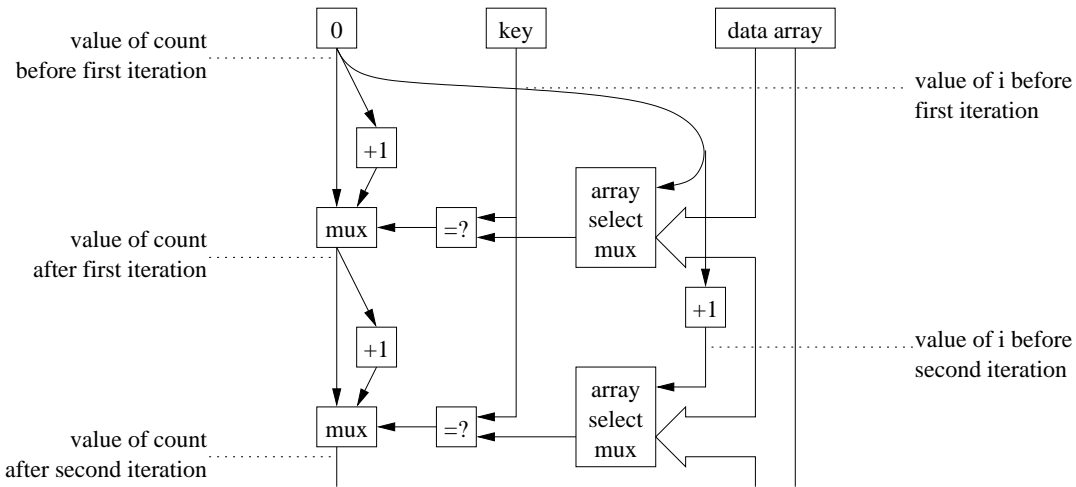 0
key
data array
value of count
before first iteration
value of i before
first iteration
+1
array
select
mux
mux
=?
value of count
after first iteration
+1
+1
value of i before
second iteration
array
select
mux
mux
=?
value of count
after second iteration